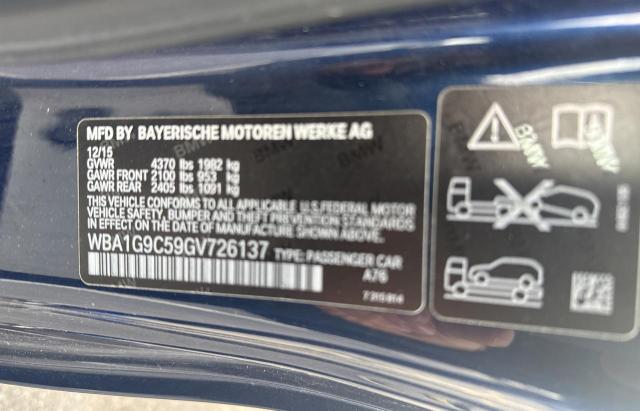 MFD BY BAYERISCHE MOTOREN WERKE AG
12/15
GVWR 4370 lbs 1982 kg
GAWR FRONT 2100 lbs 953 kg
GAWR REAR 2405 lbs 1091 kg
THIS VEHICLE CONFORMS TO ALL APPLICABLE U.S. FEDERAL MOTOR
VEHICLE SAFETY, BUMPER, AND THEFT PREVENTION STANDARDS
IN EFFECT ON THE DATE OF MANUFACTURE SHOWN ABOVE.
WBA1G9C59GV726137 TYPE: PASSENGER CAR
A76
BMW
BMW